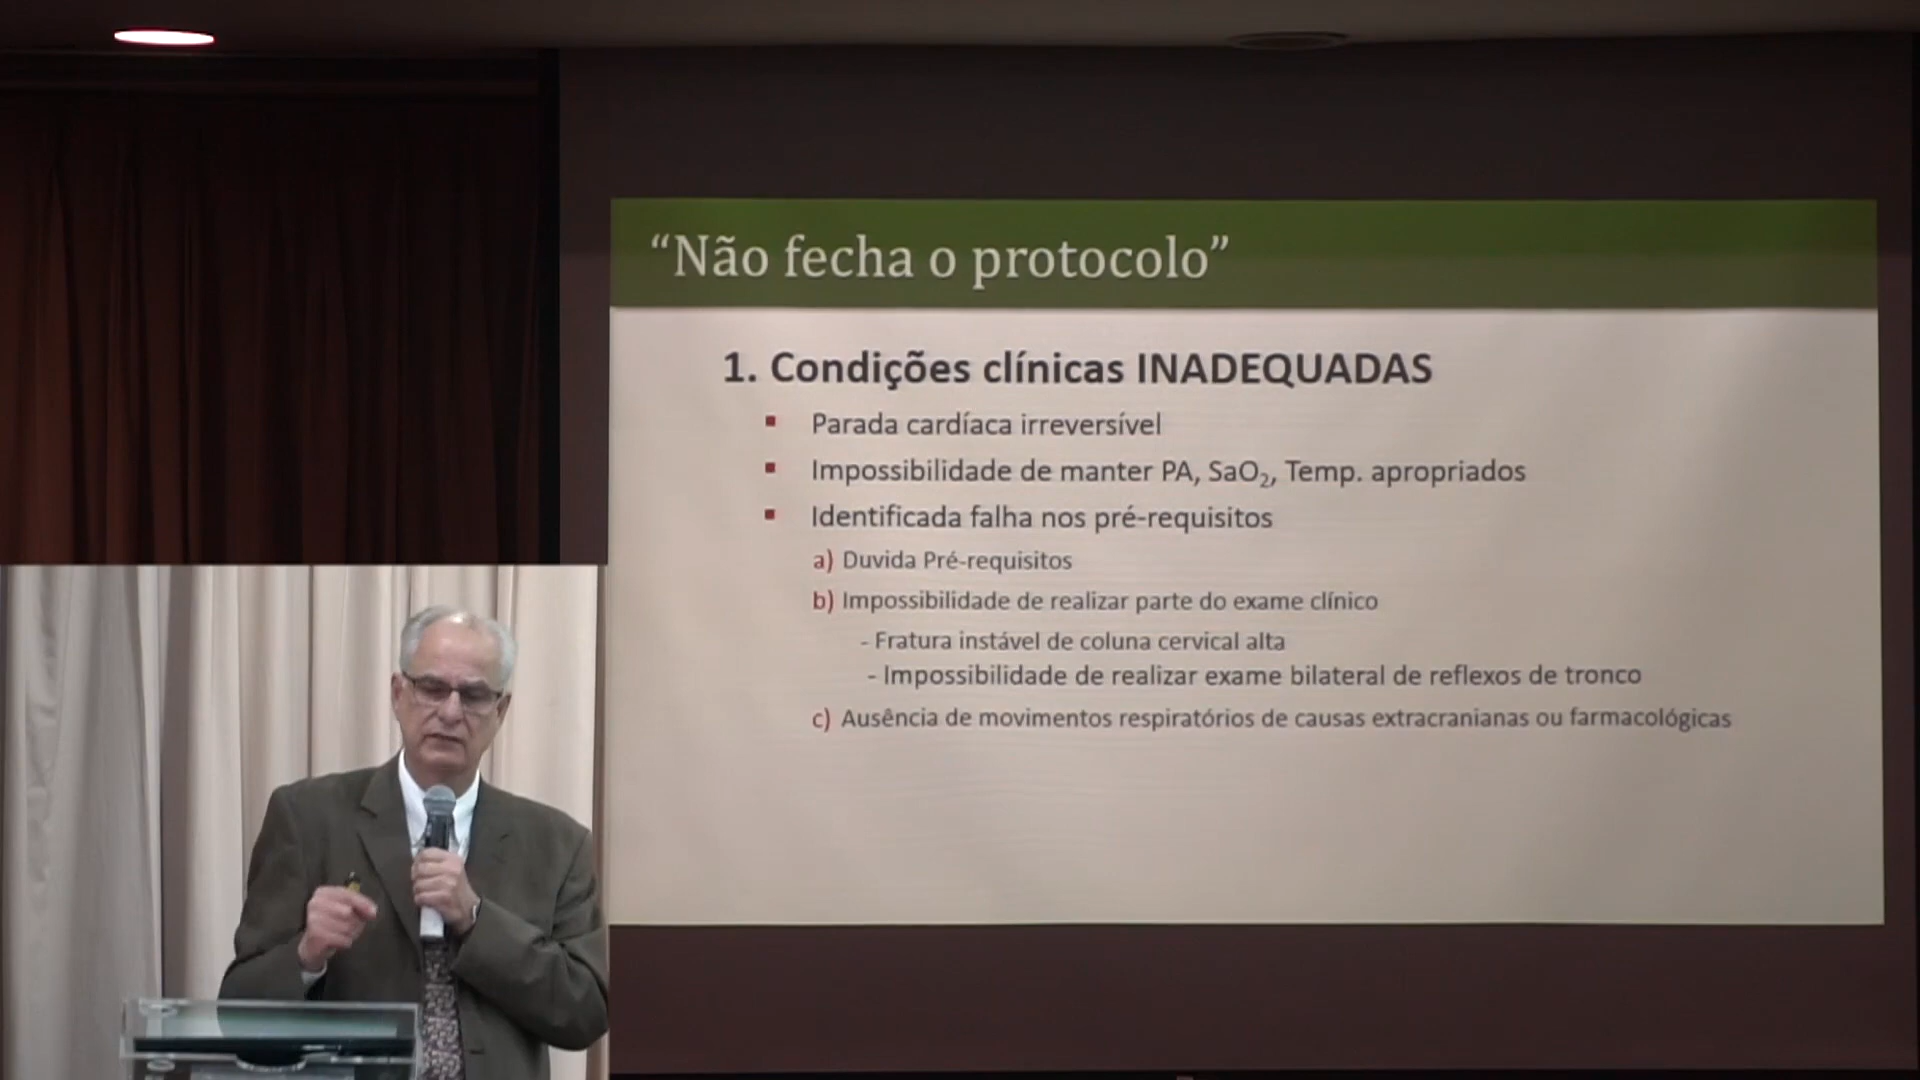 “Não fecha o protocolo”
1. Condições clínicas INADEQUADAS
▪ Parada cardíaca irreversível
▪ Impossibilidade de manter PA, SaO₂, Temp. apropriados
▪ Identificada falha nos pré-requisitos
a) Duvida Pré-requisitos
b) Impossibilidade de realizar parte do exame clínico
- Fratura instável de coluna cervical alta
- Impossibilidade de realizar exame bilateral de reflexos de tronco
c) Ausência de movimentos respiratórios de causas extracranianas ou farmacológicas